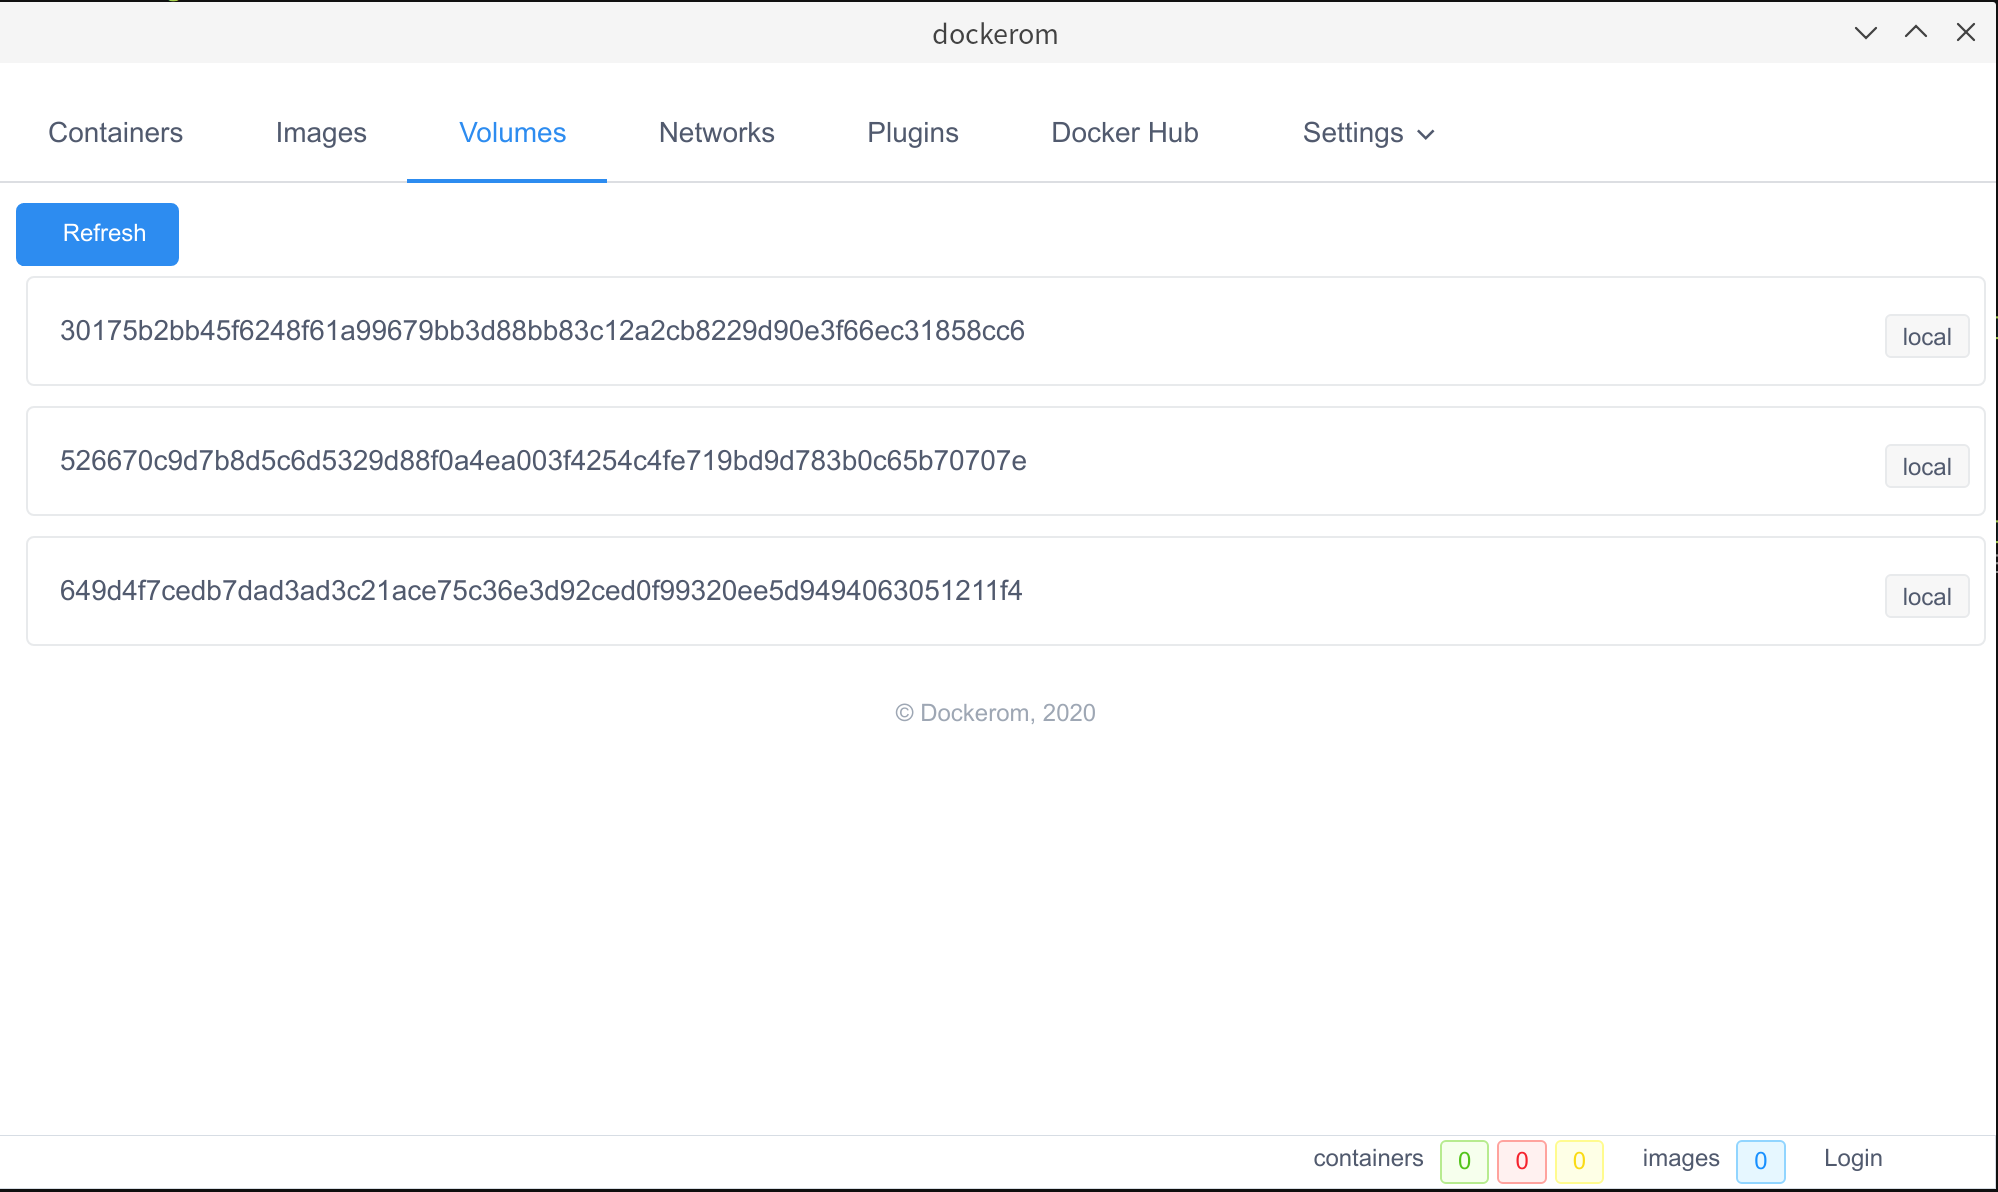 dockerom
Containers Images Volumes Networks Plugins Docker Hub Settings
Refresh
30175b2bb45f6248f61a99679bb3d88bb83c12a2cb8229d90e3f66ec31858cc6 local
526670c9d7b8d5c6d5329d88f0a4ea003f4254c4fe719bd9d783b0c65b70707e local
649d4f7cedb7dad3ad3c21ace75c36e3d92ced0f99320ee5d9494063051211f4 local
© Dockerom, 2020
containers 0 0 0 images 0 Login